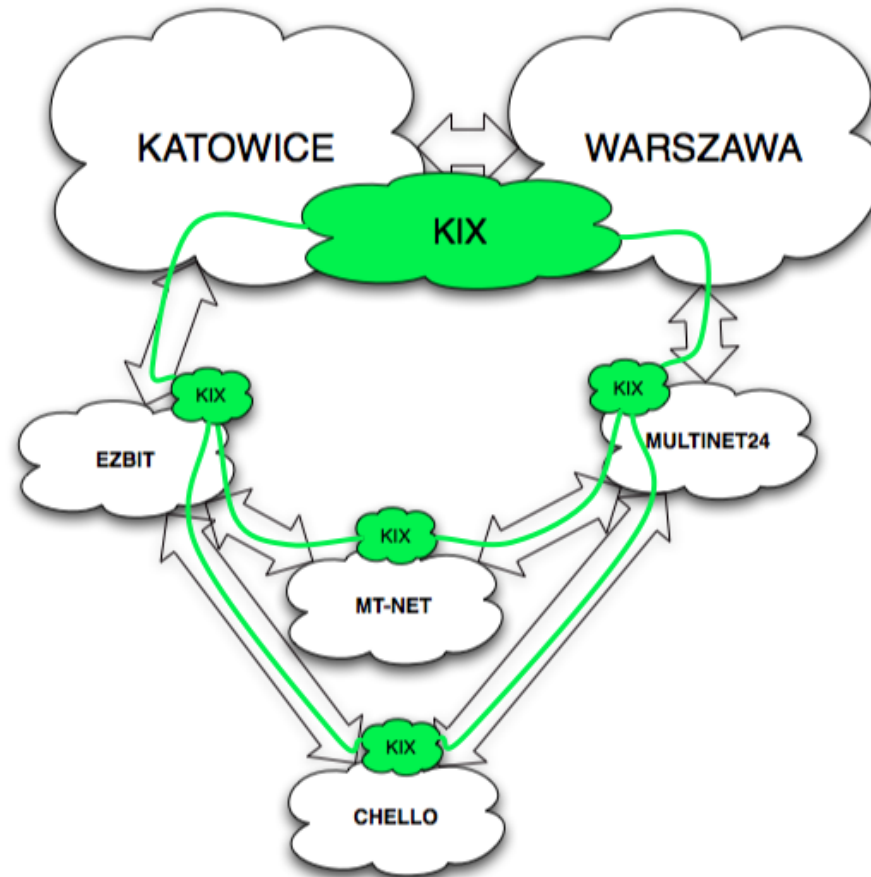 KATOWICE
WARSZAWA
KIX
KIX
KIX
EZBIT
MULTINET24
KIX
MT-NET
KIX
CHELLO